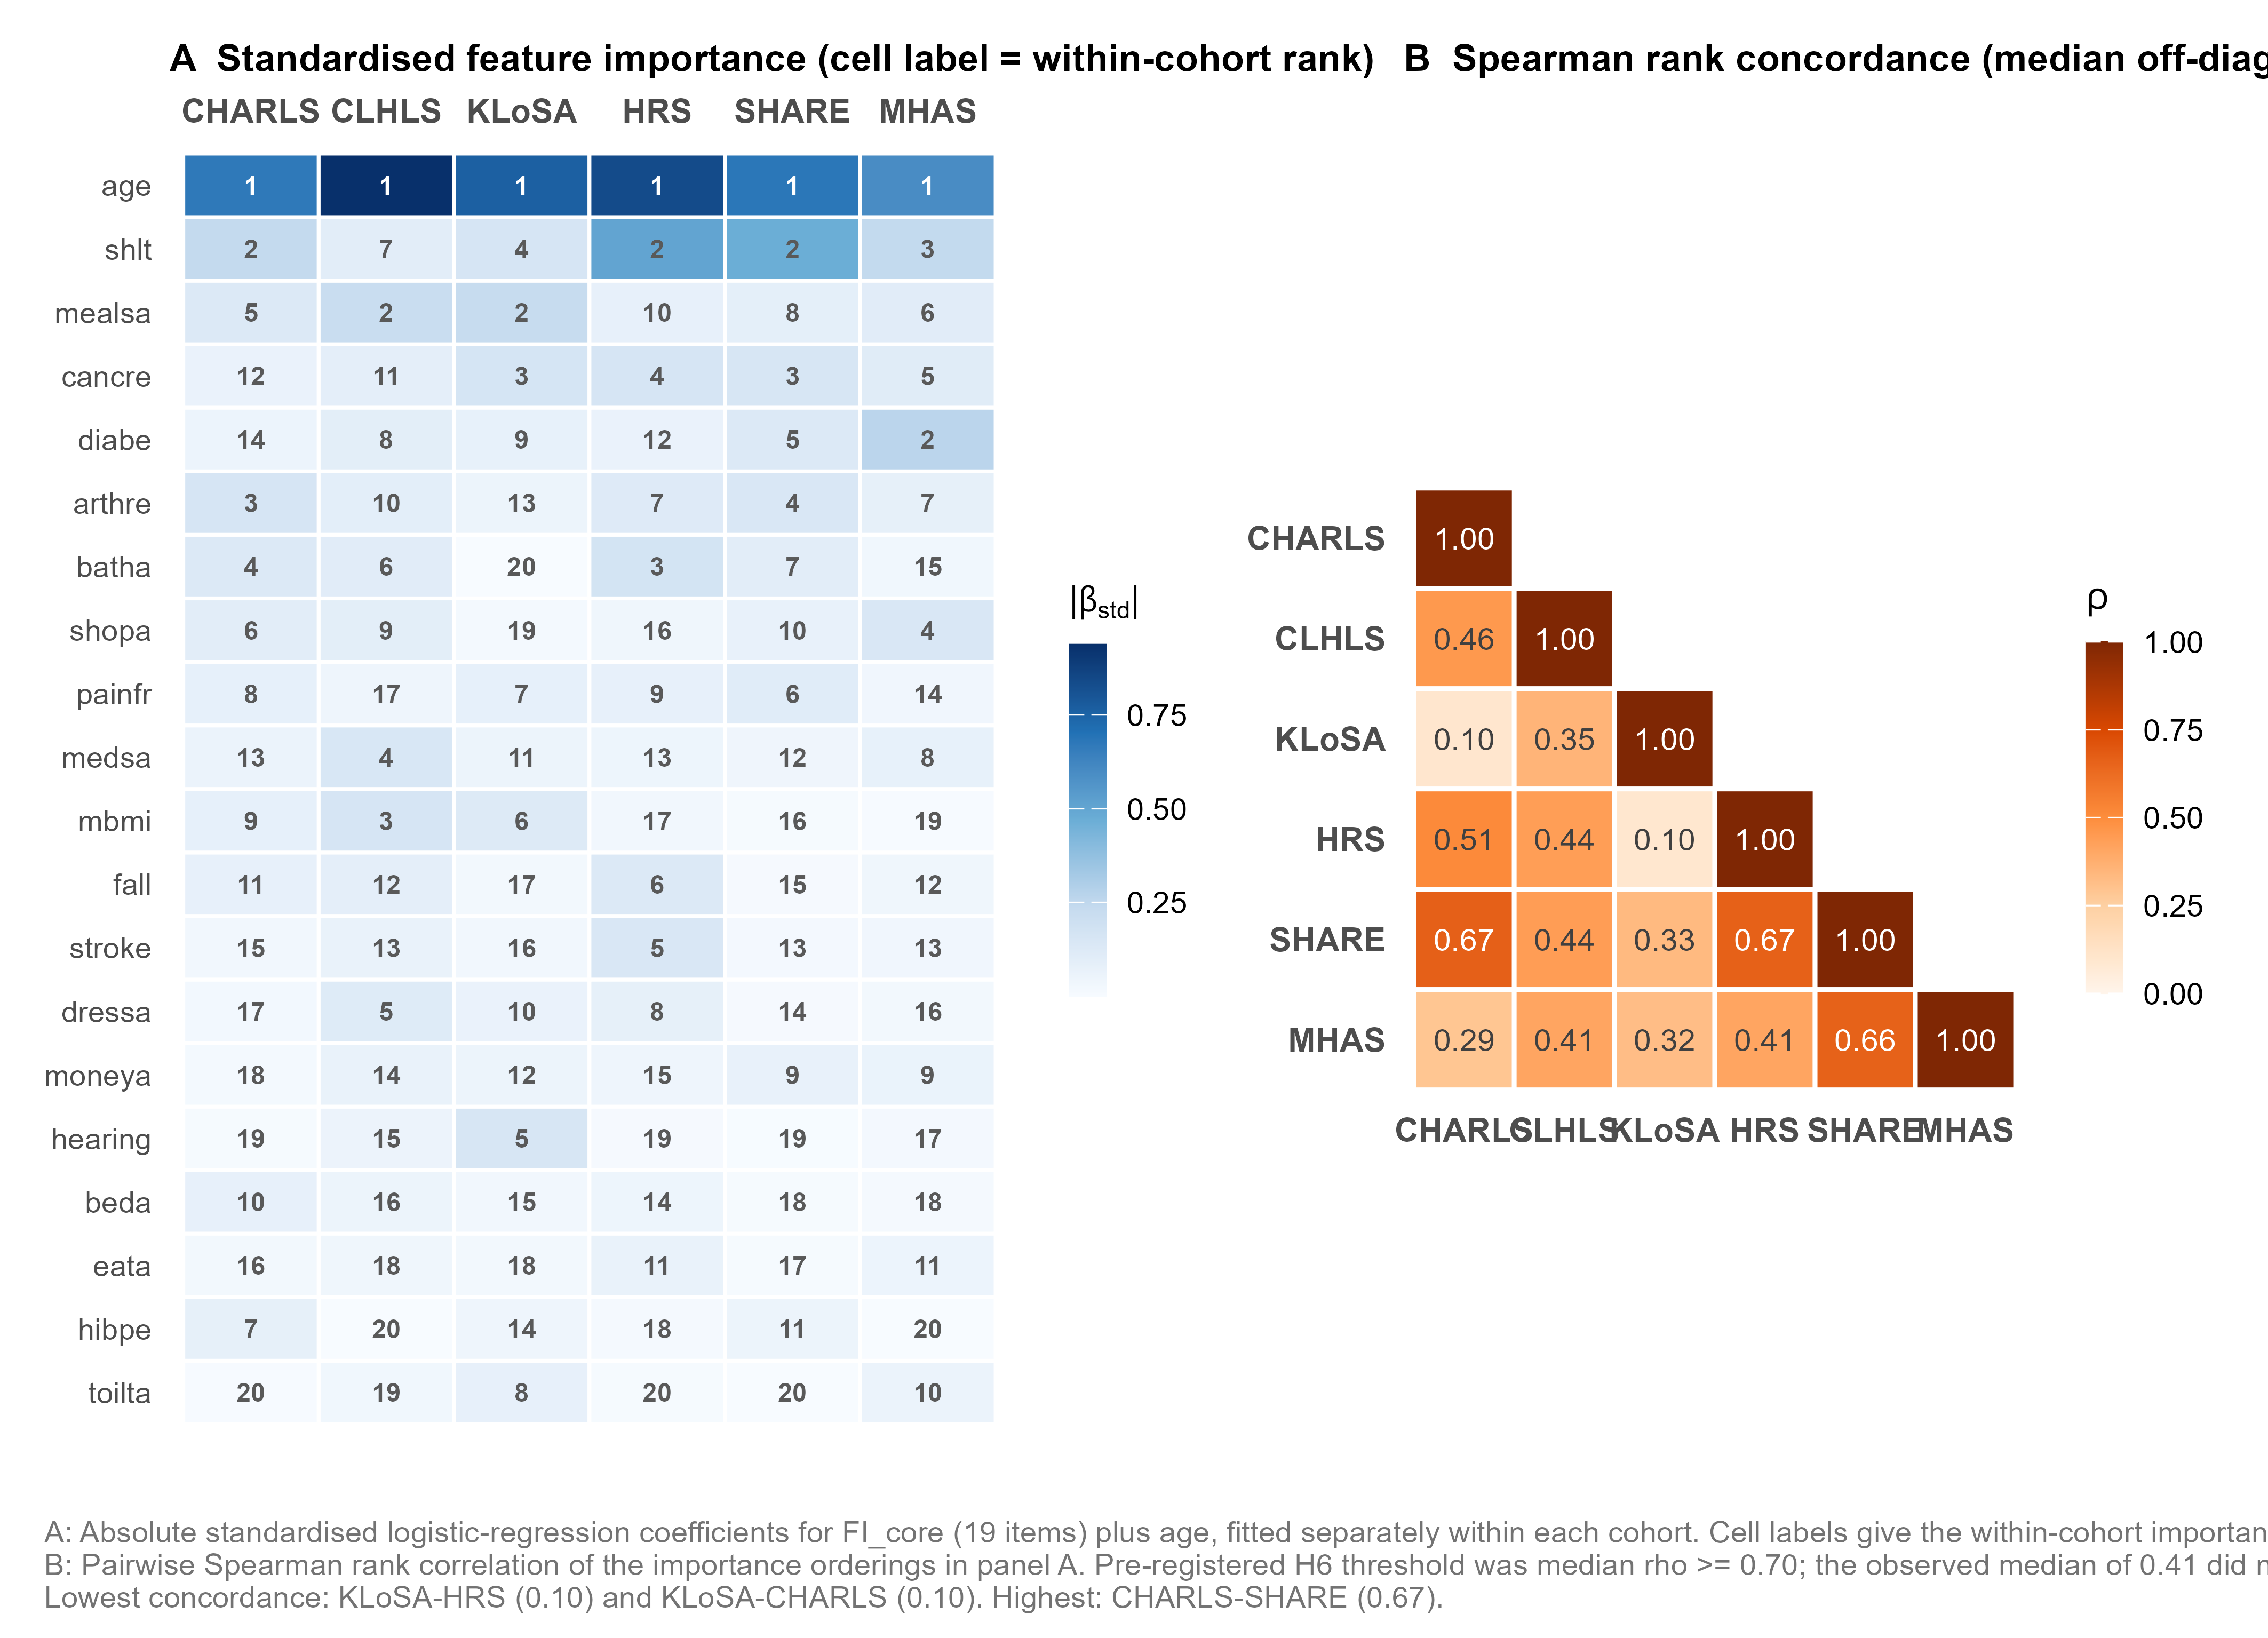 A Standardised feature importance (cell label = within-cohort rank)
CHARLS CLHLS KLoSA HRS SHARE MHAS
age 1 1 1 1 1 1
shlt 2 7 4 2 2 3
mealsa 5 2 2 10 8 6
cancre 12 11 3 4 3 5
diabe 14 8 9 12 5 2
arthre 3 10 13 7 4 7
batha 4 6 20 3 7 15
shopa 6 9 19 16 10 4
painfr 8 17 7 9 6 14
medsa 13 4 11 13 12 8
mbmi 9 3 6 17 16 19
fall 11 12 17 6 15 12
stroke 15 13 16 5 13 13
dressa 17 5 10 8 14 16
moneya 18 14 12 15 9 9
hearing 19 15 5 19 19 17
beda 10 16 15 14 18 18
eata 16 18 18 11 17 11
hibpe 7 20 14 18 11 20
toilta 20 19 8 20 20 10
|βstd|
0.75
0.50
0.25
B Spearman rank concordance (median off-diag
CHARLS 1.00
CLHLS 0.46 1.00
KLoSA 0.10 0.35 1.00
HRS 0.51 0.44 0.10 1.00
SHARE 0.67 0.44 0.33 0.67 1.00
MHAS 0.29 0.41 0.32 0.41 0.66 1.00
CHARLS CLHLS KLoSA HRS SHARE MHAS
ρ
1.00
0.75
0.50
0.25
0.00
A: Absolute standardised logistic-regression coefficients for FI_core (19 items) plus age, fitted separately within each cohort. Cell labels give the within-cohort importan
B: Pairwise Spearman rank correlation of the importance orderings in panel A. Pre-registered H6 threshold was median rho >= 0.70; the observed median of 0.41 did n
Lowest concordance: KLoSA-HRS (0.10) and KLoSA-CHARLS (0.10). Highest: CHARLS-SHARE (0.67).